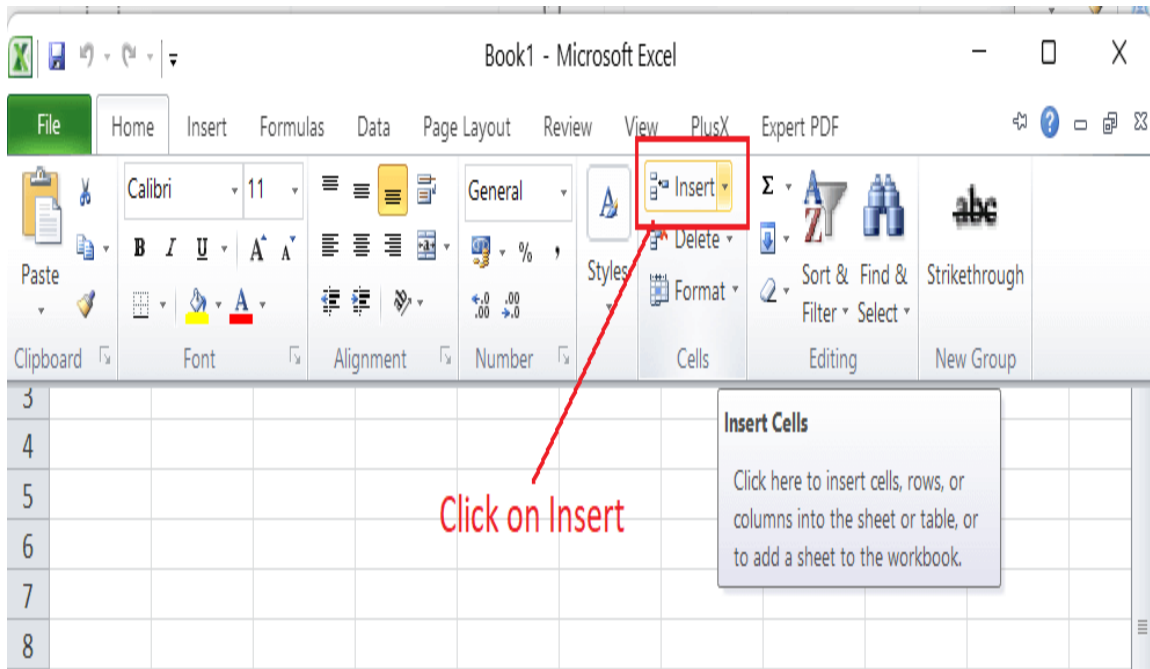 Book1 - Microsoft Excel
File Home Insert Formulas Data Page Layout Review View PlusX Expert PDF
Calibri 11 General Insert Σ
B I U A A % , Delete
Paste Styles Sort & Find & Strikethrough
Format Filter Select
Clipboard Font Alignment Number Cells Editing New Group
3
4
5
6
7
8
Insert Cells
Click here to insert cells, rows, or
columns into the sheet or table, or
to add a sheet to the workbook.
Click on Insert